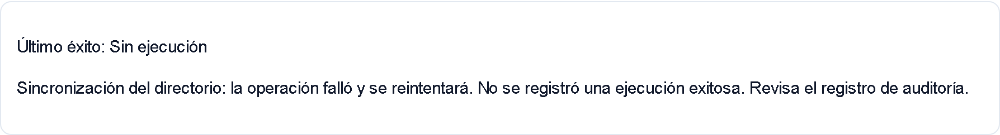 Último éxito: Sin ejecución
Sincronización del directorio: la operación falló y se reintentará. No se registró una ejecución exitosa. Revisa el registro de auditoría.